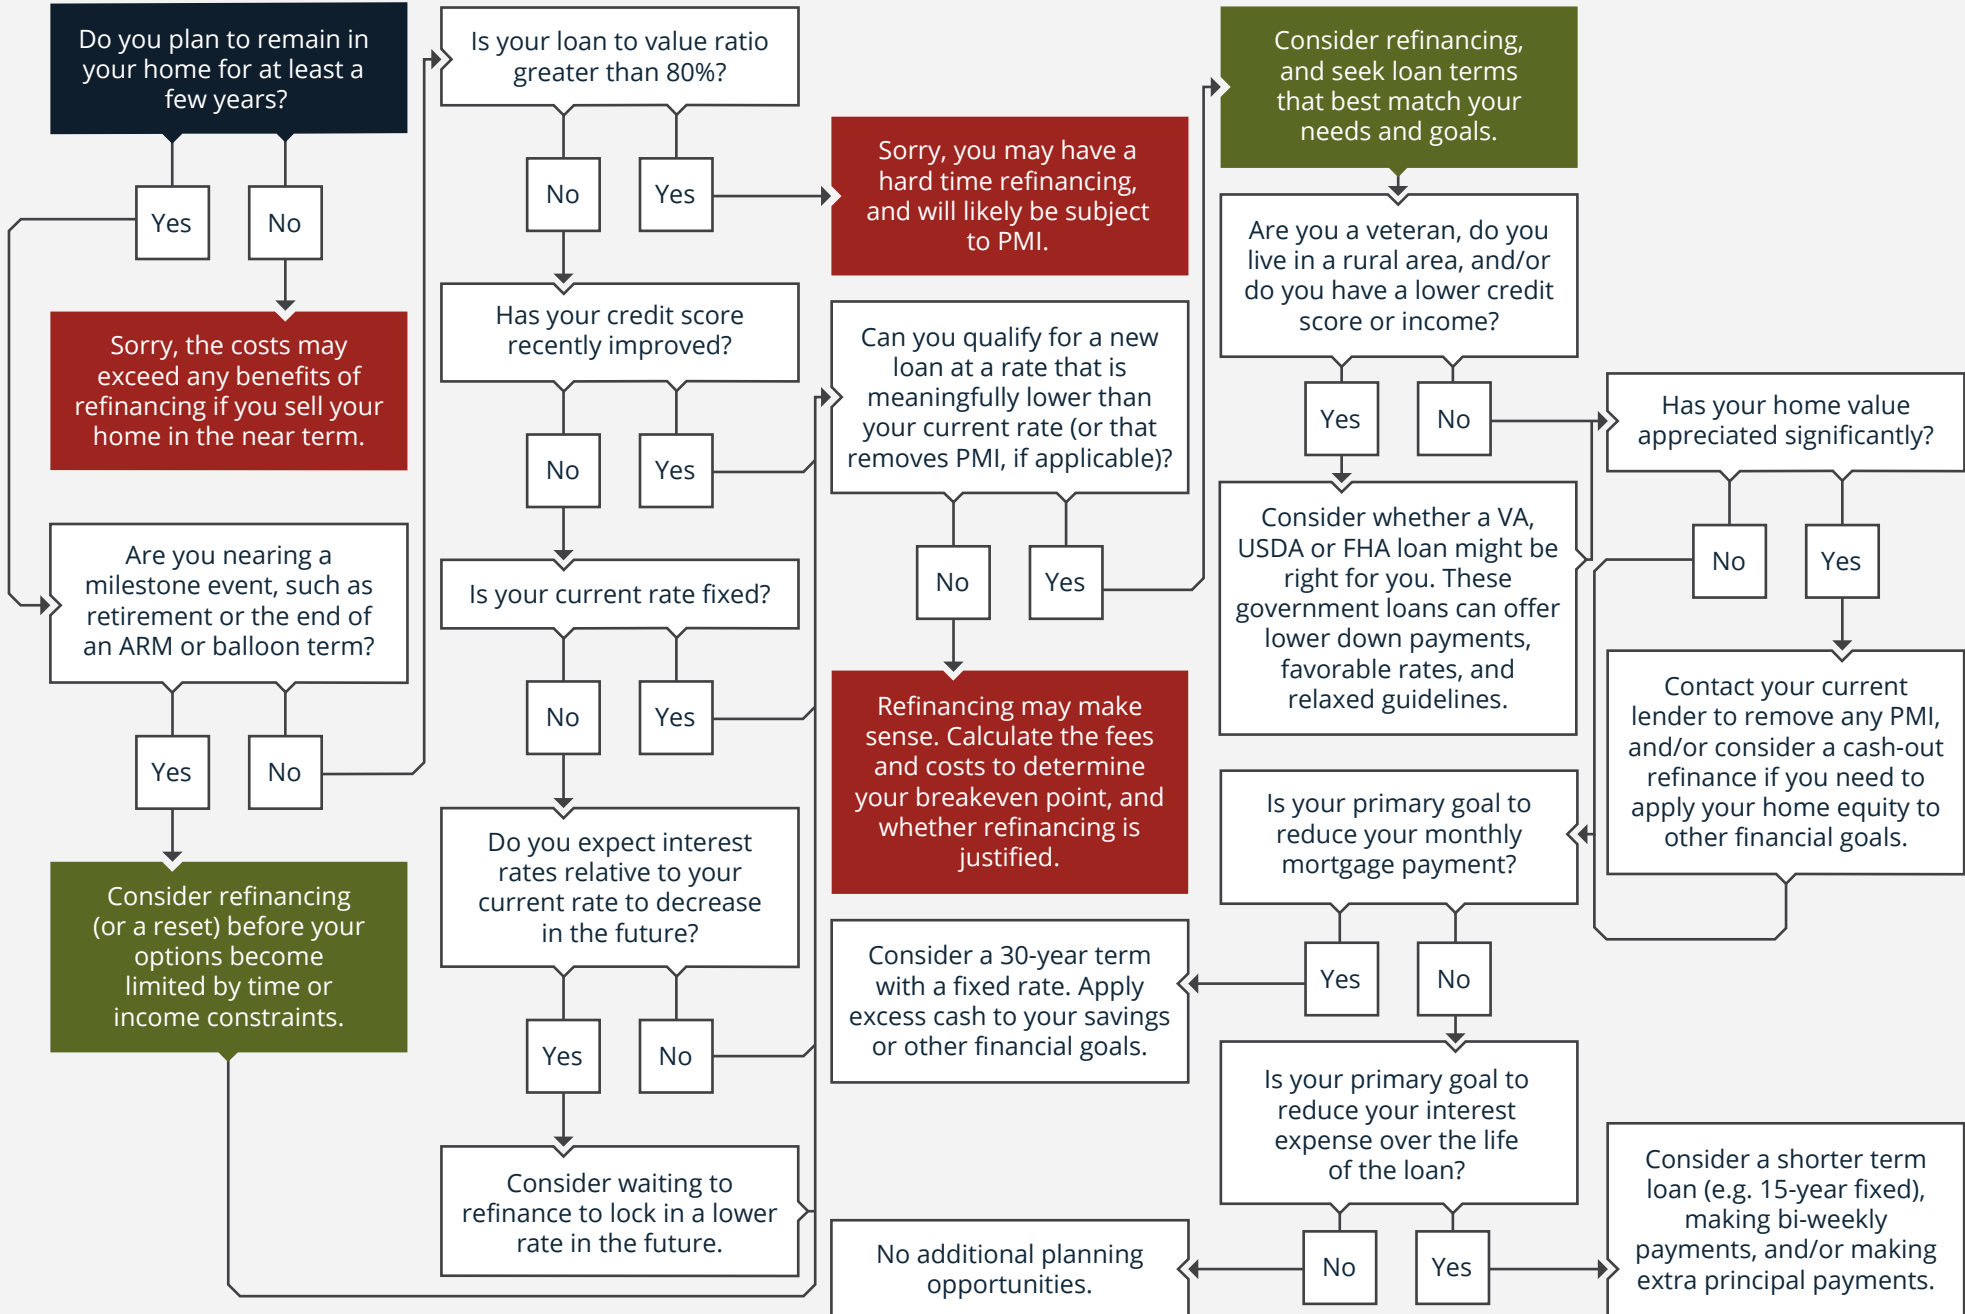 Do you plan to remain in
your home for at least a
few years?
Yes
No
Sorry, the costs may
exceed any benefits of
refinancing if you sell your
home in the near term.
Are you nearing a
milestone event, such as
retirement or the end of
an ARM or balloon term?
Yes
No
Consider refinancing
(or a reset) before your
options become
limited by time or
income constraints.
Is your loan to value ratio
greater than 80%?
No
Yes
Sorry, you may have a
hard time refinancing,
and will likely be subject
to PMI.
Has your credit score
recently improved?
No
Yes
Is your current rate fixed?
No
Yes
Do you expect interest
rates relative to your
current rate to decrease
in the future?
Yes
No
Consider waiting to
refinance to lock in a lower
rate in the future.
Can you qualify for a new
loan at a rate that is
meaningfully lower than
your current rate (or that
removes PMI, if applicable)?
No
Yes
Refinancing may make
sense. Calculate the fees
and costs to determine
your breakeven point, and
whether refinancing is
justified.
Consider refinancing,
and seek loan terms
that best match your
needs and goals.
Are you a veteran, do you
live in a rural area, and/or
do you have a lower credit
score or income?
Yes
No
Consider whether a VA,
USDA or FHA loan might be
right for you. These
government loans can offer
lower down payments,
favorable rates, and
relaxed guidelines.
Has your home value
appreciated significantly?
No
Yes
Contact your current
lender to remove any PMI,
and/or consider a cash-out
refinance if you need to
apply your home equity to
other financial goals.
Is your primary goal to
reduce your monthly
mortgage payment?
Yes
No
Consider a 30-year term
with a fixed rate. Apply
excess cash to your savings
or other financial goals.
Is your primary goal to
reduce your interest
expense over the life
of the loan?
No
Yes
No additional planning
opportunities.
Consider a shorter term
loan (e.g. 15-year fixed),
making bi-weekly
payments, and/or making
extra principal payments.